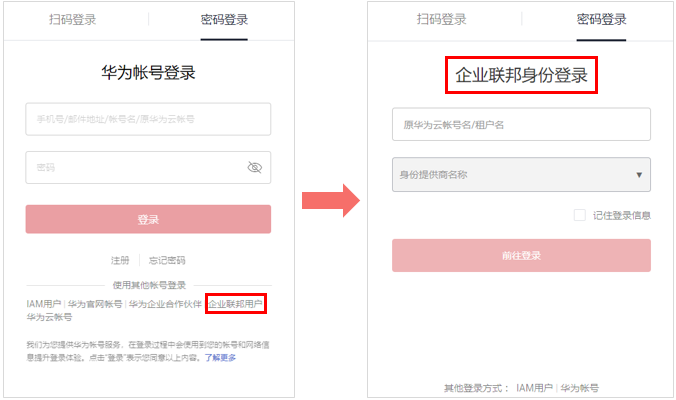 扫码登录
密码登录
华为帐号登录
手机号/邮件地址/帐号名/原华为云帐号
密码
登录
注册
忘记密码
使用其他帐号登录
IAM用户 | 华为官网帐号 | 华为企业合作伙伴 | 企业联邦用户
华为云帐号
我们为您提供华为帐号服务，在登录过程中会使用到您的帐号和网络信
息提升登录体验。点击“登录”表示您同意以上内容。了解更多
扫码登录
密码登录
企业联邦身份登录
原华为云帐号名/租户名
身份提供商名称
记住登录信息
前往登录
其他登录方式： IAM用户 | 华为帐号